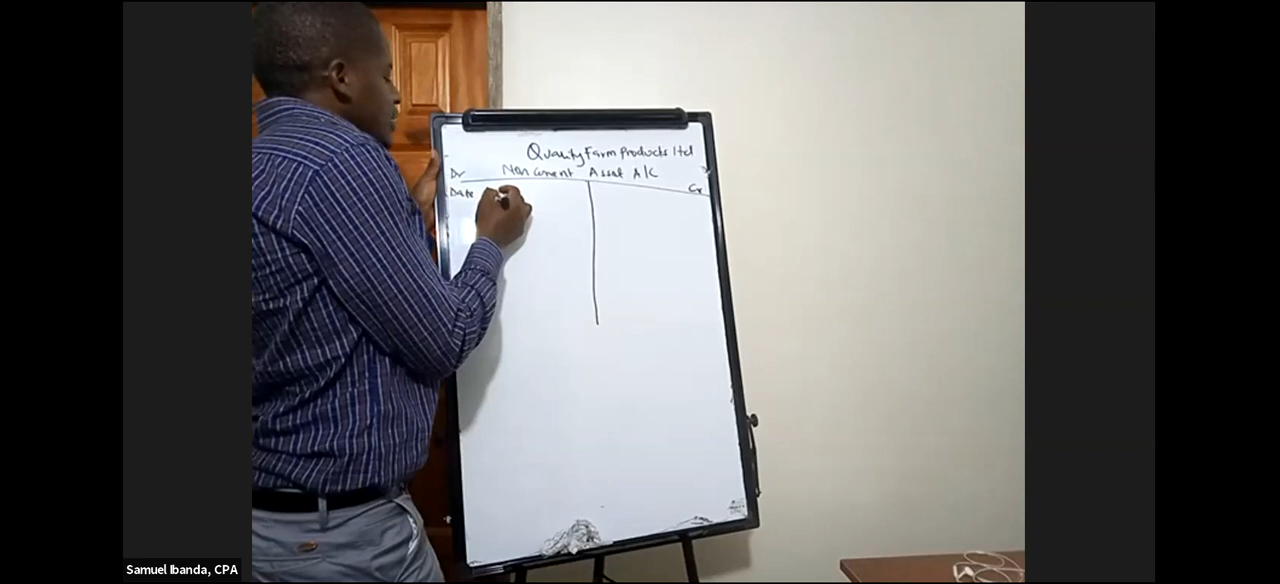 Quality Farm Products ltd
Dr Non Current Asset A/C
Date Cr
Samuel Ibanda, CPA